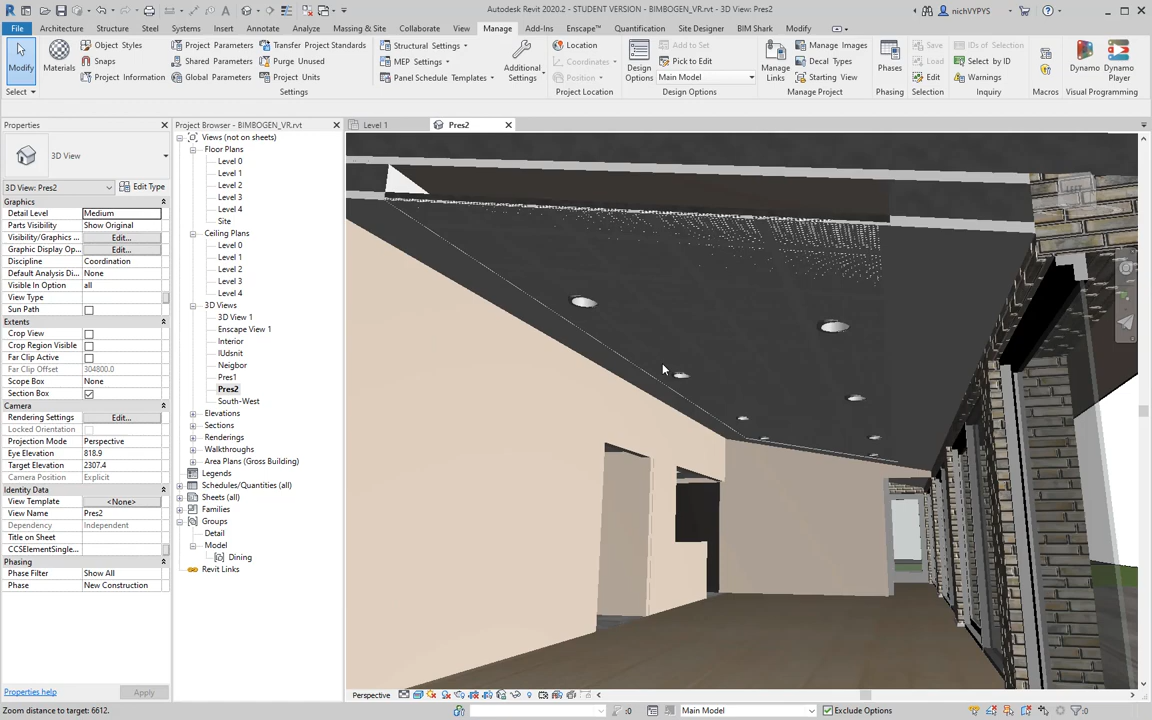 Autodesk Revit 2020.2 - STUDENT VERSION - BIMBOGEN_VR.rvt - 3D View: Pres2
nichVYPYS
File Architecture Structure Steel Systems Insert Annotate Analyze Massing & Site Collaborate View Manage Add-Ins Enscape™ Quantification Site Designer BIM Shark Modify
Modify
Select
Materials
Object Styles
Snaps
Project Information
Project Parameters
Shared Parameters
Global Parameters
Transfer Project Standards
Purge Unused
Project Units
Settings
Structural Settings
MEP Settings
Panel Schedule Templates
Additional
Settings
Location
Coordinates
Position
Project Location
Design
Options
Add to Set
Pick to Edit
Main Model
Design Options
Manage
Links
Manage Images
Decal Types
Starting View
Manage Project
Phases
Phasing
Save
Load
Edit
Selection
IDs of Selection
Select by ID
Warnings
Inquiry
Macros
Dynamo
Dynamo
Player
Visual Programming
Properties
3D View
3D View: Pres2 Edit Type
Graphics
Detail Level Medium
Parts Visibility Show Original
Visibility/Graphics ... Edit...
Graphic Display Op... Edit...
Discipline Coordination
Default Analysis Di... None
Visible In Option all
View Type
Sun Path
Extents
Crop View
Crop Region Visible
Far Clip Active
Far Clip Offset 304800.0
Scope Box None
Section Box
Camera
Rendering Settings Edit...
Locked Orientation
Projection Mode Perspective
Eye Elevation 818.9
Target Elevation 2307.4
Camera Position Explicit
Identity Data
View Template <None>
View Name Pres2
Dependency Independent
Title on Sheet
CCSElementSingle...
Phasing
Phase Filter Show All
Phase New Construction
Properties help Apply
Project Browser - BIMBOGEN_VR.rvt
Views (not on sheets)
Floor Plans
Level 0
Level 1
Level 2
Level 3
Level 4
Site
Ceiling Plans
Level 0
Level 1
Level 2
Level 3
Level 4
3D Views
3D View 1
Enscape View 1
Interior
IUdsnit
Neigbor
Pres1
Pres2
South-West
Elevations
Sections
Renderings
Walkthroughs
Area Plans (Gross Building)
Legends
Schedules/Quantities (all)
Sheets (all)
Families
Groups
Detail
Model
Dining
Revit Links
Level 1
Pres2
Perspective
Zoom distance to target: 6612.
:0
Main Model
Exclude Options
:0